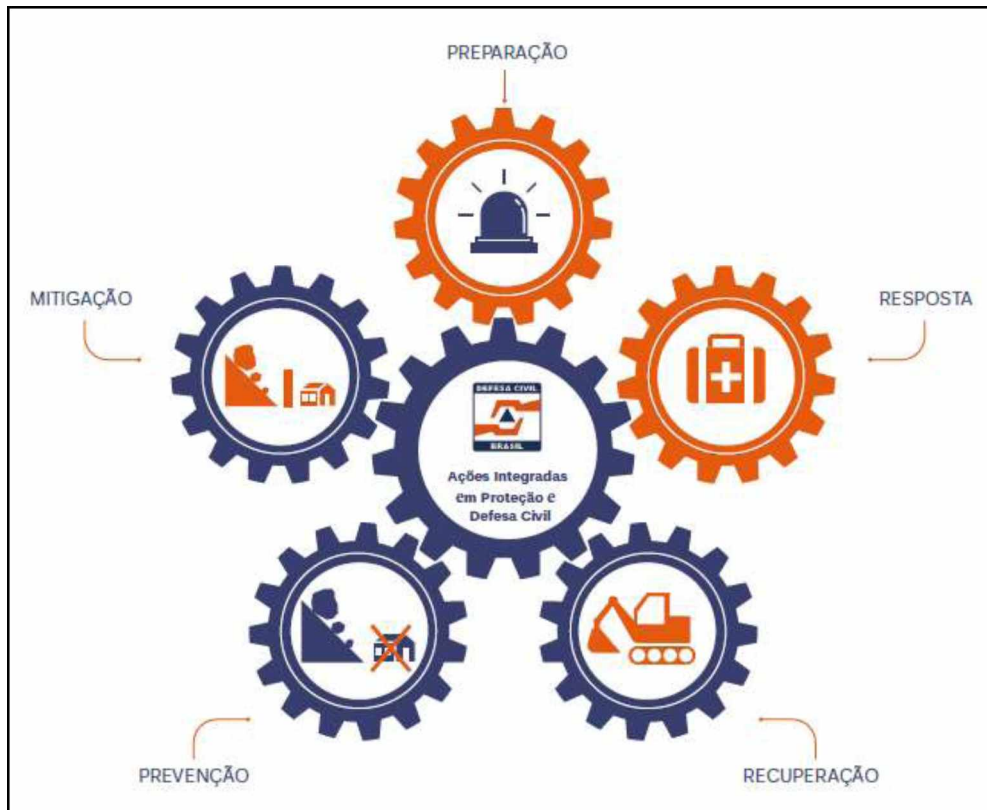 PREPARAÇÃO
MITIGAÇÃO
RESPOSTA
DEFESA CIVIL
BRASIL
Ações Integradas
em Proteção e
Defesa Civil
PREVENÇÃO
RECUPERAÇÃO